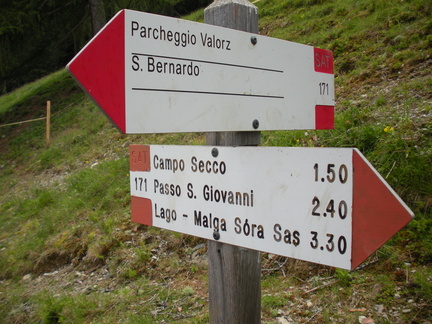 Parcheggio Valorz
S. Bernardo
SAT
171
SAT
171
Campo Secco 1.50
Passo S. Giovanni 2.40
Lago - Malga Sóra Sas̨ 3.30